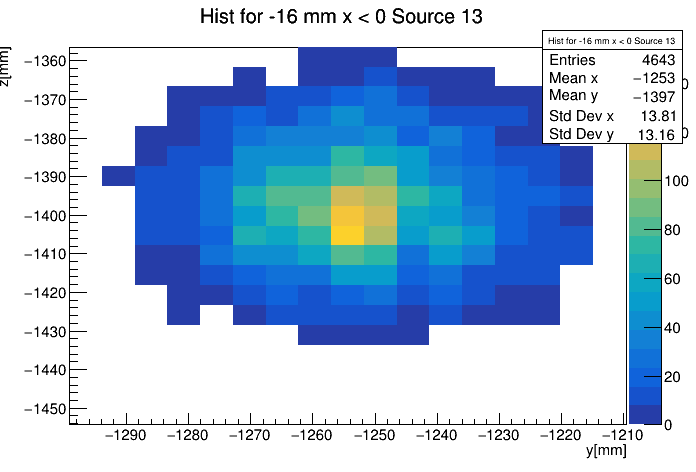 Hist for -16 mm x < 0 Source 13
z[mm]
Hist for -16 mm x < 0 Source 13
Entries 4643
Mean x −1253
Mean y −1397
Std Dev x 13.81
Std Dev y 13.16
−1360
−1370
−1380
−1390
−1400
−1410
−1420
−1430
−1440
−1450
100
80
60
40
20
0
−1290 −1280 −1270 −1260 −1250 −1240 −1230 −1220 −1210
y[mm]